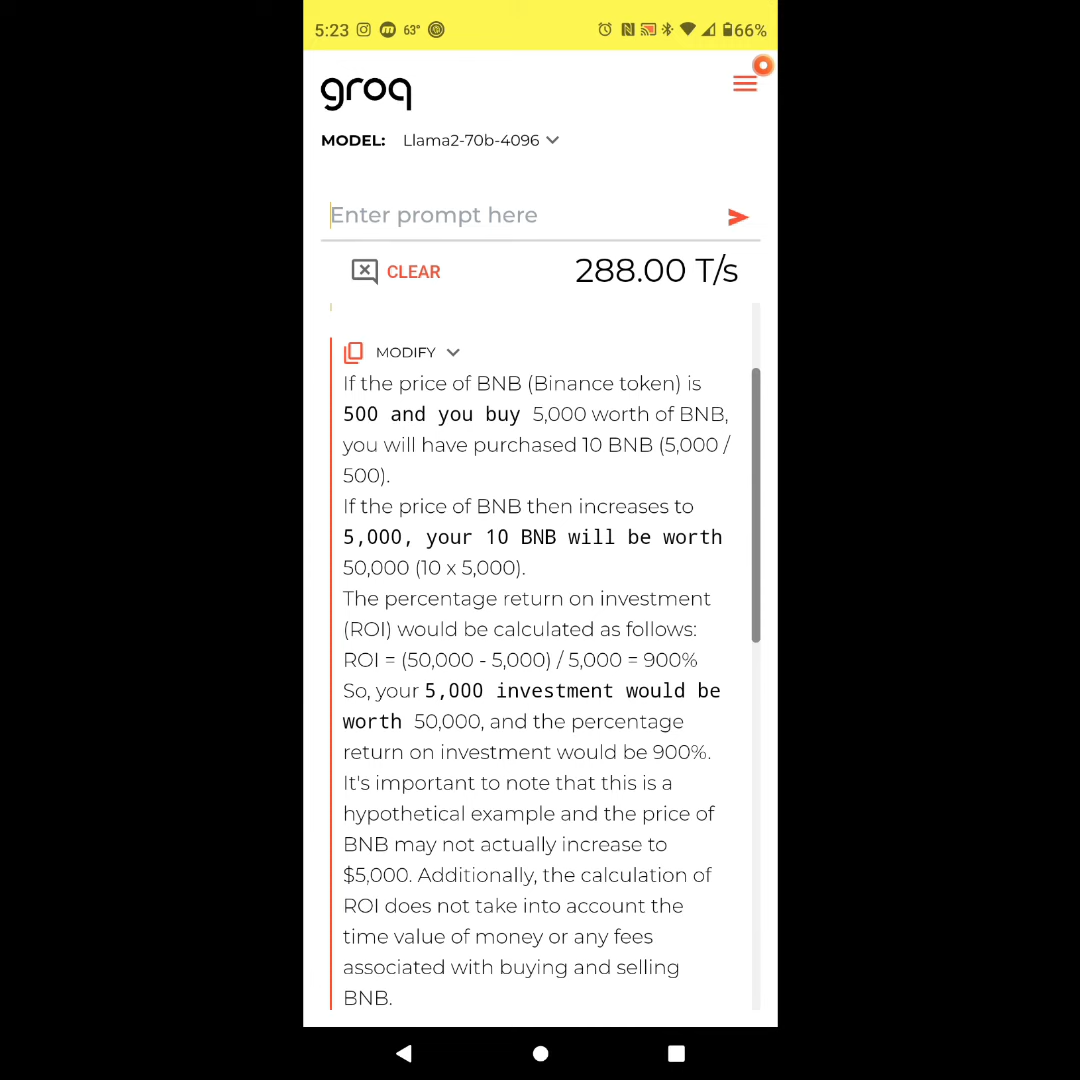 5:23 63° 66%
groq
MODEL: Llama2-70b-4096
Enter prompt here
CLEAR 288.00 T/s
MODIFY
If the price of BNB (Binance token) is
500 and you buy 5,000 worth of BNB,
you will have purchased 10 BNB (5,000 /
500).
If the price of BNB then increases to
5,000, your 10 BNB will be worth
50,000 (10 x 5,000).
The percentage return on investment
(ROI) would be calculated as follows:
ROI = (50,000 - 5,000) / 5,000 = 900%
So, your 5,000 investment would be
worth 50,000, and the percentage
return on investment would be 900%.
It's important to note that this is a
hypothetical example and the price of
BNB may not actually increase to
$5,000. Additionally, the calculation of
ROI does not take into account the
time value of money or any fees
associated with buying and selling
BNB.